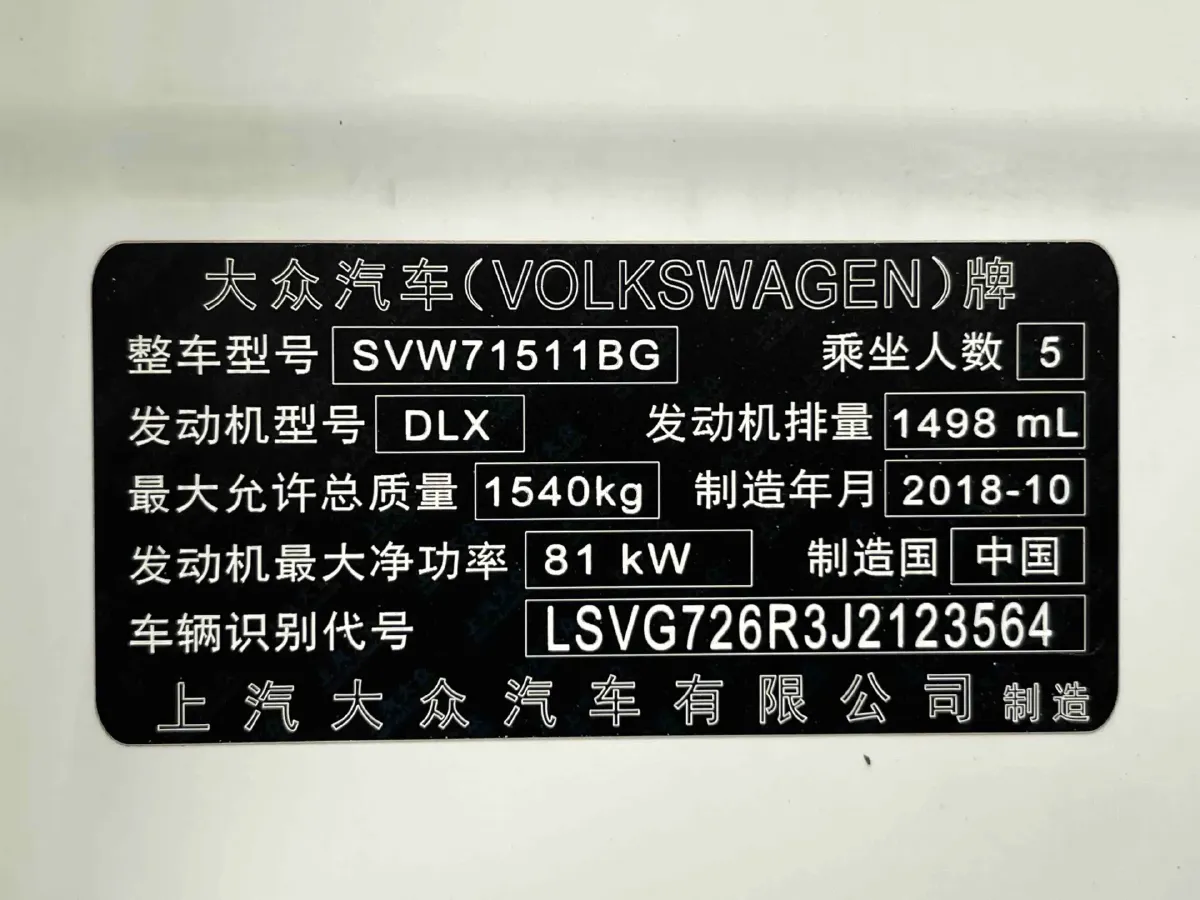 大众汽车(VOLKSWAGEN)牌
整车型号 SVW71511BG 乘坐人数 5
发动机型号 DLX 发动机排量 1498 mL
最大允许总质量 1540kg 制造年月 2018-10
发动机最大净功率 81 kW 制造国 中国
车辆识别代号 LSVG726R3J2123564
上汽大众汽车有限公司 制造